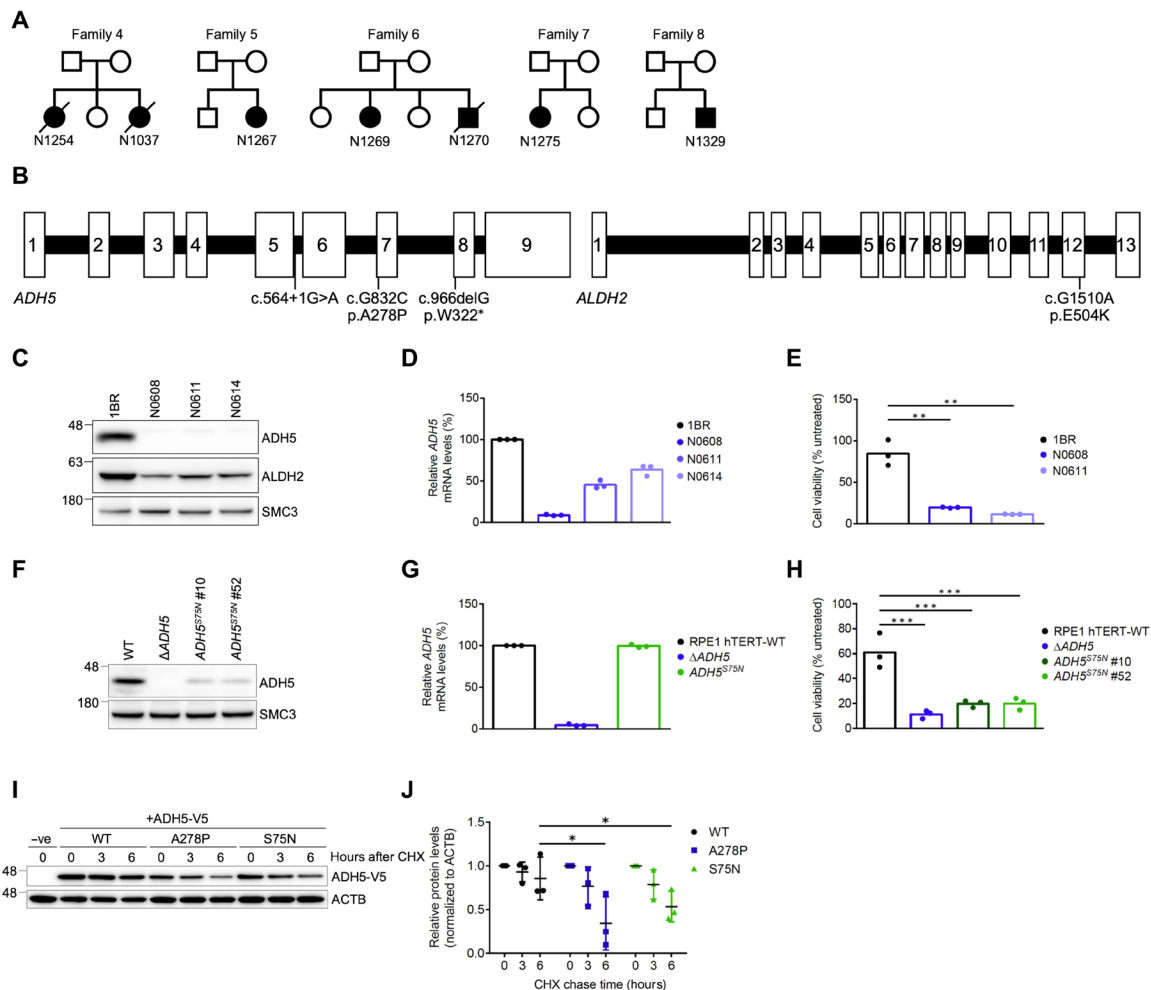 A
Family 4
Family 5
Family 6
Family 7
Family 8
N1254
N1037
N1267
N1269
N1270
N1275
N1329
B
1
2
3
4
5
6
7
8
9
1
2
3
4
5
6
7
8
9
10
11
12
13
ADH5
c.564+1G>A
c.G832C
p.A278P
c.966delG
p.W322*
ALDH2
c.G1510A
p.E504K
C
1BR
N0608
N0611
N0614
48
ADH5
63
ALDH2
180
SMC3
D
Relative ADH5
mRNA levels (%)
150
100
50
0
1BR
N0608
N0611
N0614
E
Cell viability (% untreated)
150
100
50
0
**
**
1BR
N0608
N0611
F
WT
ΔADH5
ADH5S75N #10
ADH5S75N #52
48
ADH5
180
SMC3
G
Relative ADH5
mRNA levels (%)
150
100
50
0
RPE1 hTERT-WT
ΔADH5
ADH5S75N
H
Cell viability (% untreated)
100
80
60
40
20
0
***
***
***
RPE1 hTERT-WT
ΔADH5
ADH5S75N #10
ADH5S75N #52
I
+ADH5-V5
–ve WT A278P S75N
0 0 3 6 0 3 6 0 3 6 Hours after CHX
48
ADH5-V5
48
ACTB
J
Relative protein levels
(normalized to ACTB)
1.5
1.0
0.5
0.0
*
*
WT
A278P
S75N
0 3 6 0 3 6 0 3 6
CHX chase time (hours)